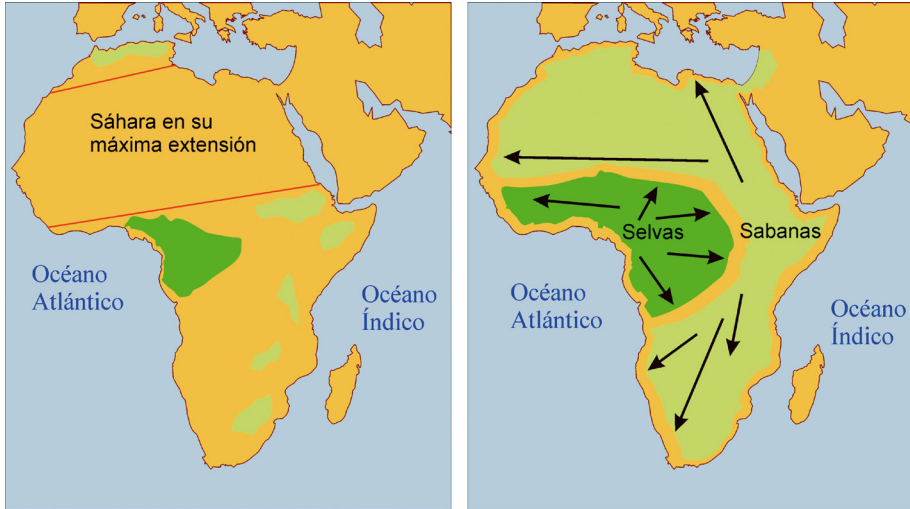 Sáhara en su
máxima extensión
Océano
Atlántico
Océano
Índico
Selvas
Sabanas
Océano
Atlántico
Océano
Índico